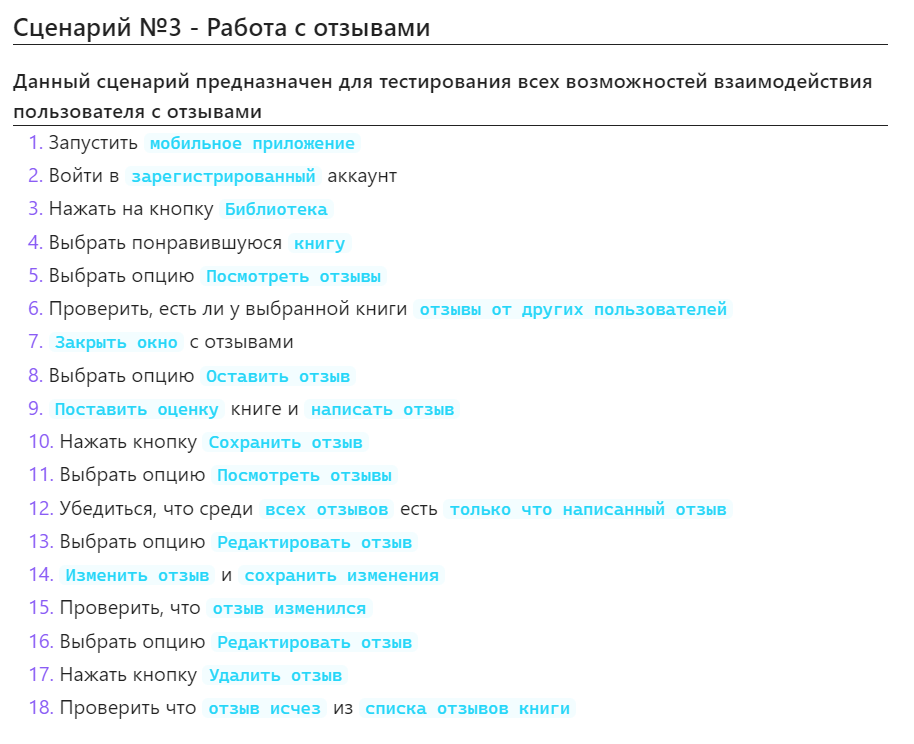 Сценарий №3 - Работа с отзывами
Данный сценарий предназначен для тестирования всех возможностей взаимодействия
пользователя с отзывами
1. Запустить мобильное приложение
2. Войти в зарегистрированный аккаунт
3. Нажать на кнопку Библиотека
4. Выбрать понравившуюся книгу
5. Выбрать опцию Посмотреть отзывы
6. Проверить, есть ли у выбранной книги отзывы от других пользователей
7. Закрыть окно с отзывами
8. Выбрать опцию Оставить отзыв
9. Поставить оценку книге и написать отзыв
10. Нажать кнопку Сохранить отзыв
11. Выбрать опцию Посмотреть отзывы
12. Убедиться, что среди всех отзывов есть только что написанный отзыв
13. Выбрать опцию Редактировать отзыв
14. Изменить отзыв и сохранить изменения
15. Проверить, что отзыв изменился
16. Выбрать опцию Редактировать отзыв
17. Нажать кнопку Удалить отзыв
18. Проверить что отзыв исчез из списка отзывов книги